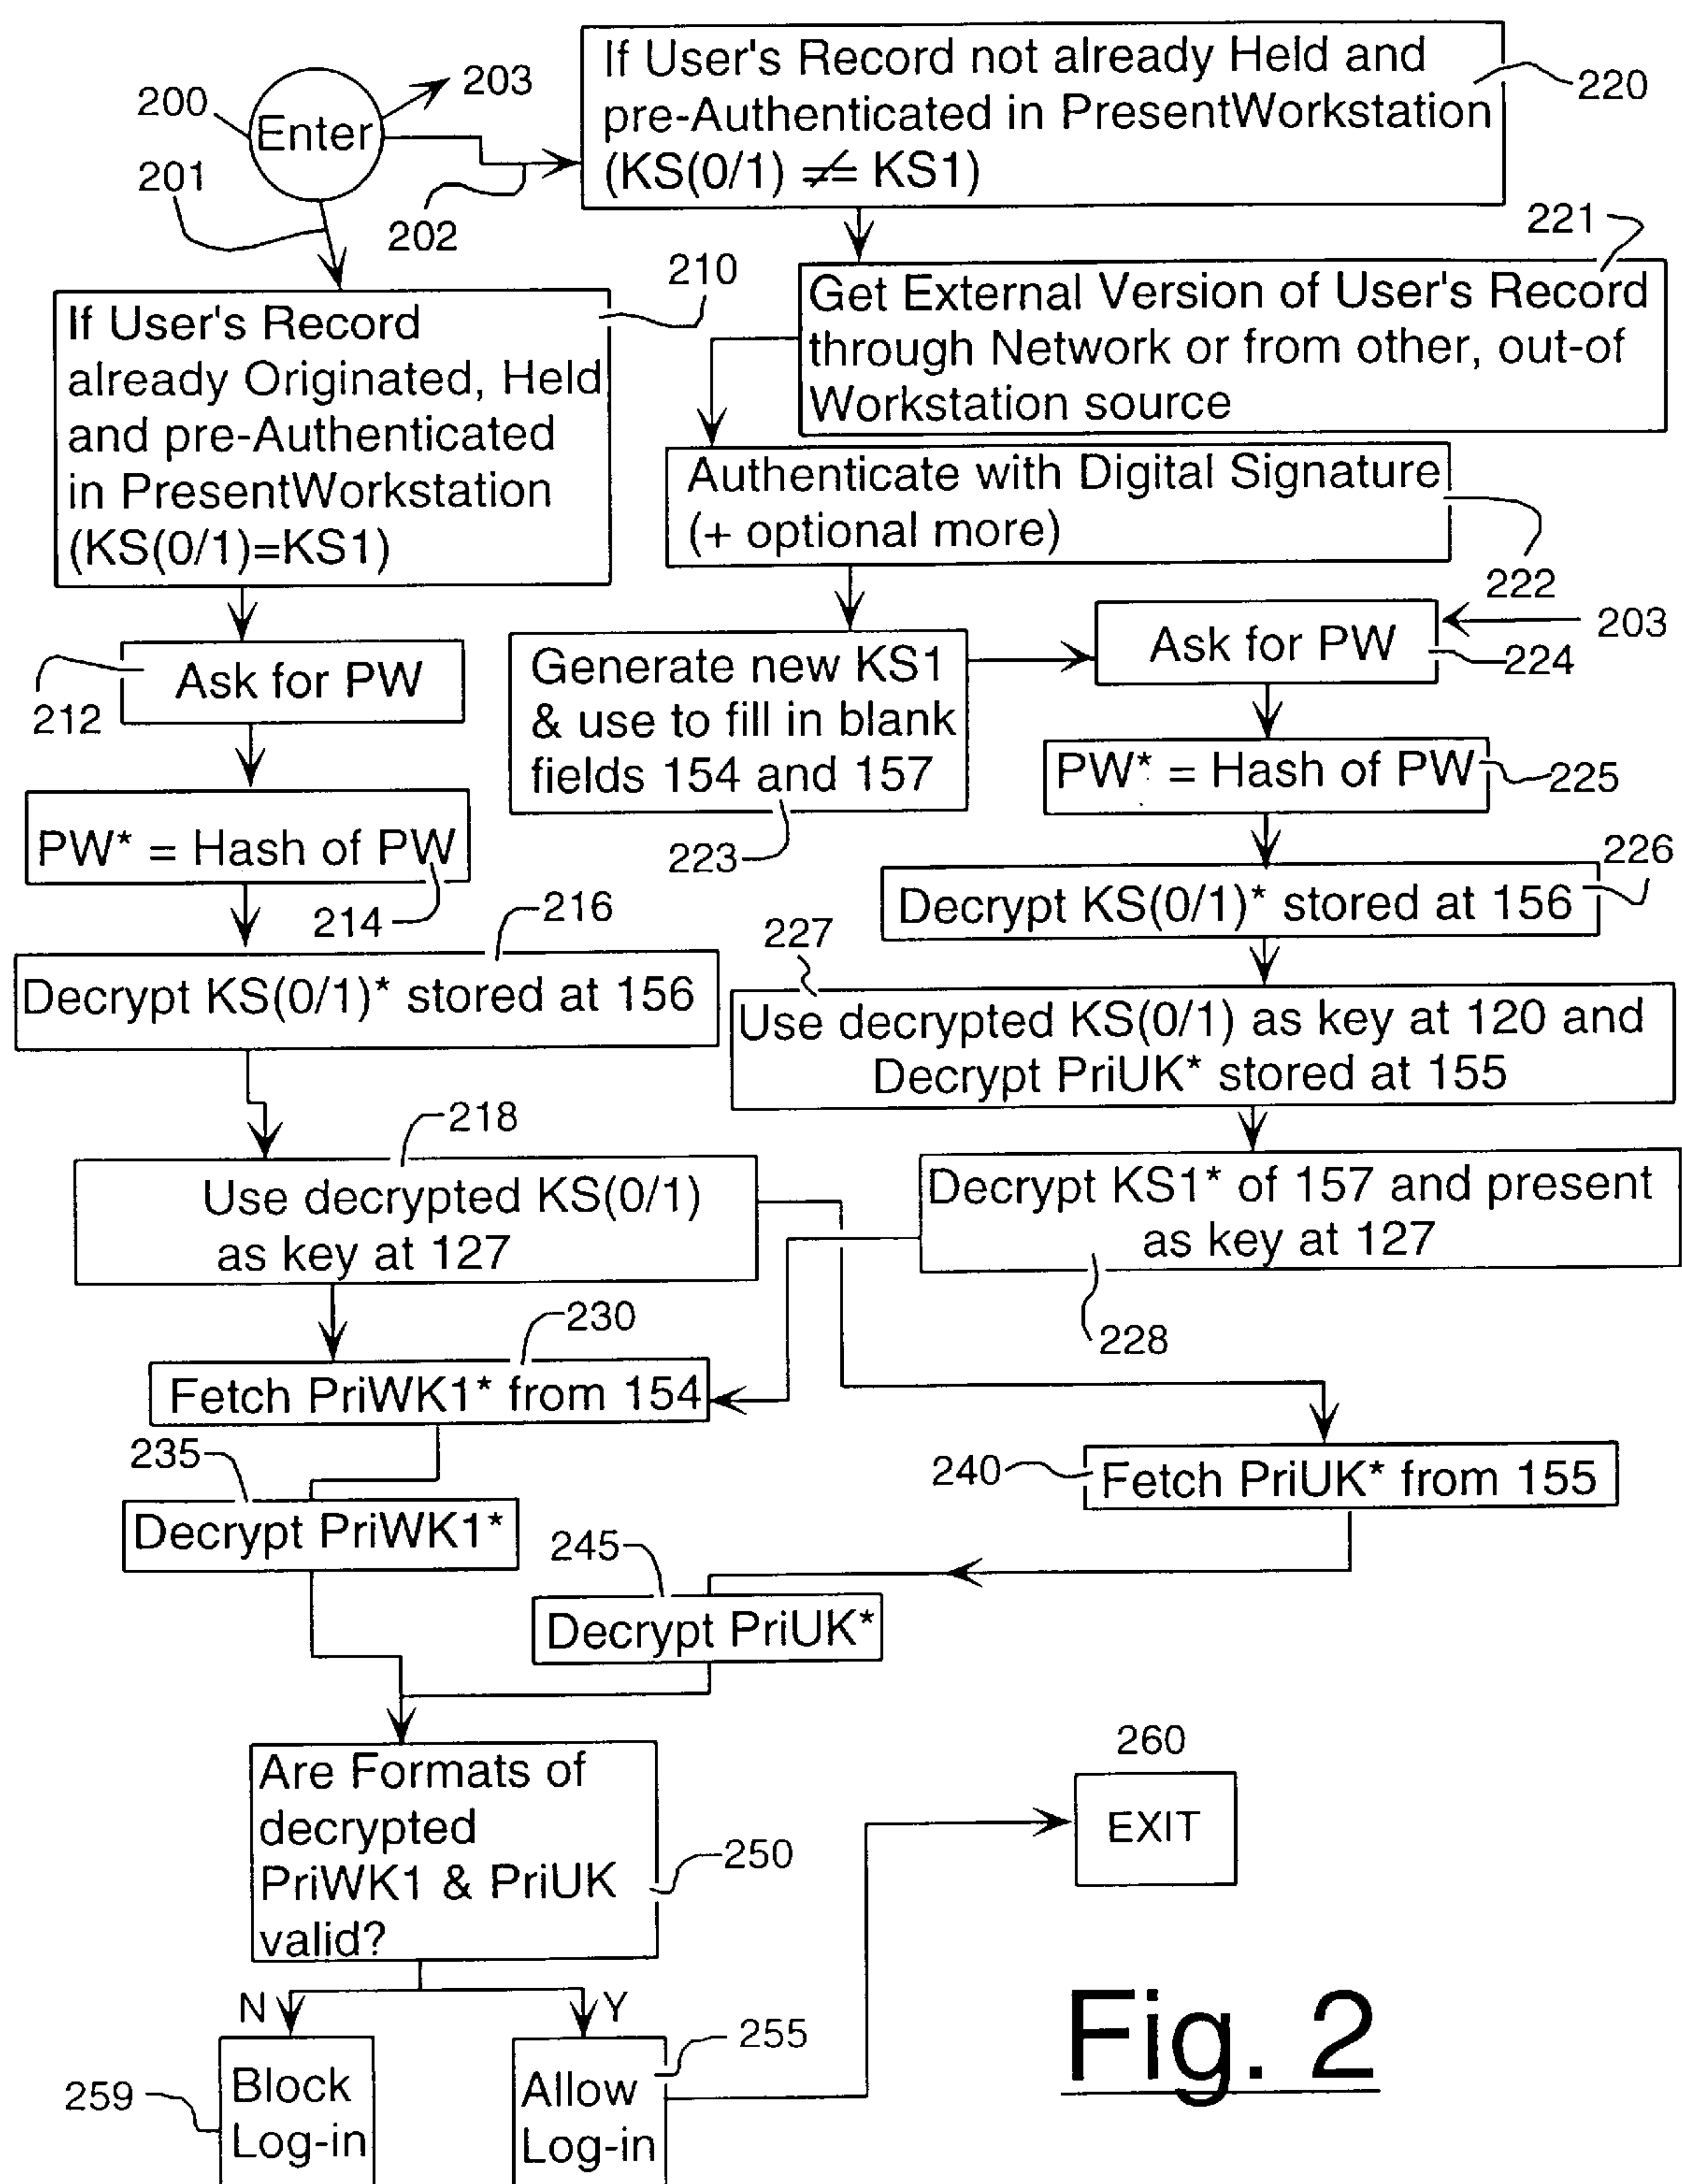 If User's Record not already Held and
pre-Authenticated in PresentWorkstation
(KS(0/1) ≠ KS1)
220
200
Enter
203
201
202
221
Get External Version of User's Record
through Network or from other, out-of
Workstation source
210
If User's Record
already Originated, Held
and pre-Authenticated
in PresentWorkstation
(KS(0/1)=KS1)
Authenticate with Digital Signature
(+ optional more)
222
212
Ask for PW
Generate new KS1
& use to fill in blank
fields 154 and 157
223
Ask for PW
203
224
PW* = Hash of PW
225
PW* = Hash of PW
214
226
Decrypt KS(0/1)* stored at 156
216
Decrypt KS(0/1)* stored at 156
227
Use decrypted KS(0/1) as key at 120 and
Decrypt PriUK* stored at 155
218
Use decrypted KS(0/1)
as key at 127
Decrypt KS1* of 157 and present
as key at 127
228
230
Fetch PriWK1* from 154
235
Decrypt PriWK1*
240
Fetch PriUK* from 155
245
Decrypt PriUK*
Are Formats of
decrypted
PriWK1 & PriUK
valid?
250
260
EXIT
N
Y
259
Block
Log-in
255
Allow
Log-in
Fig. 2